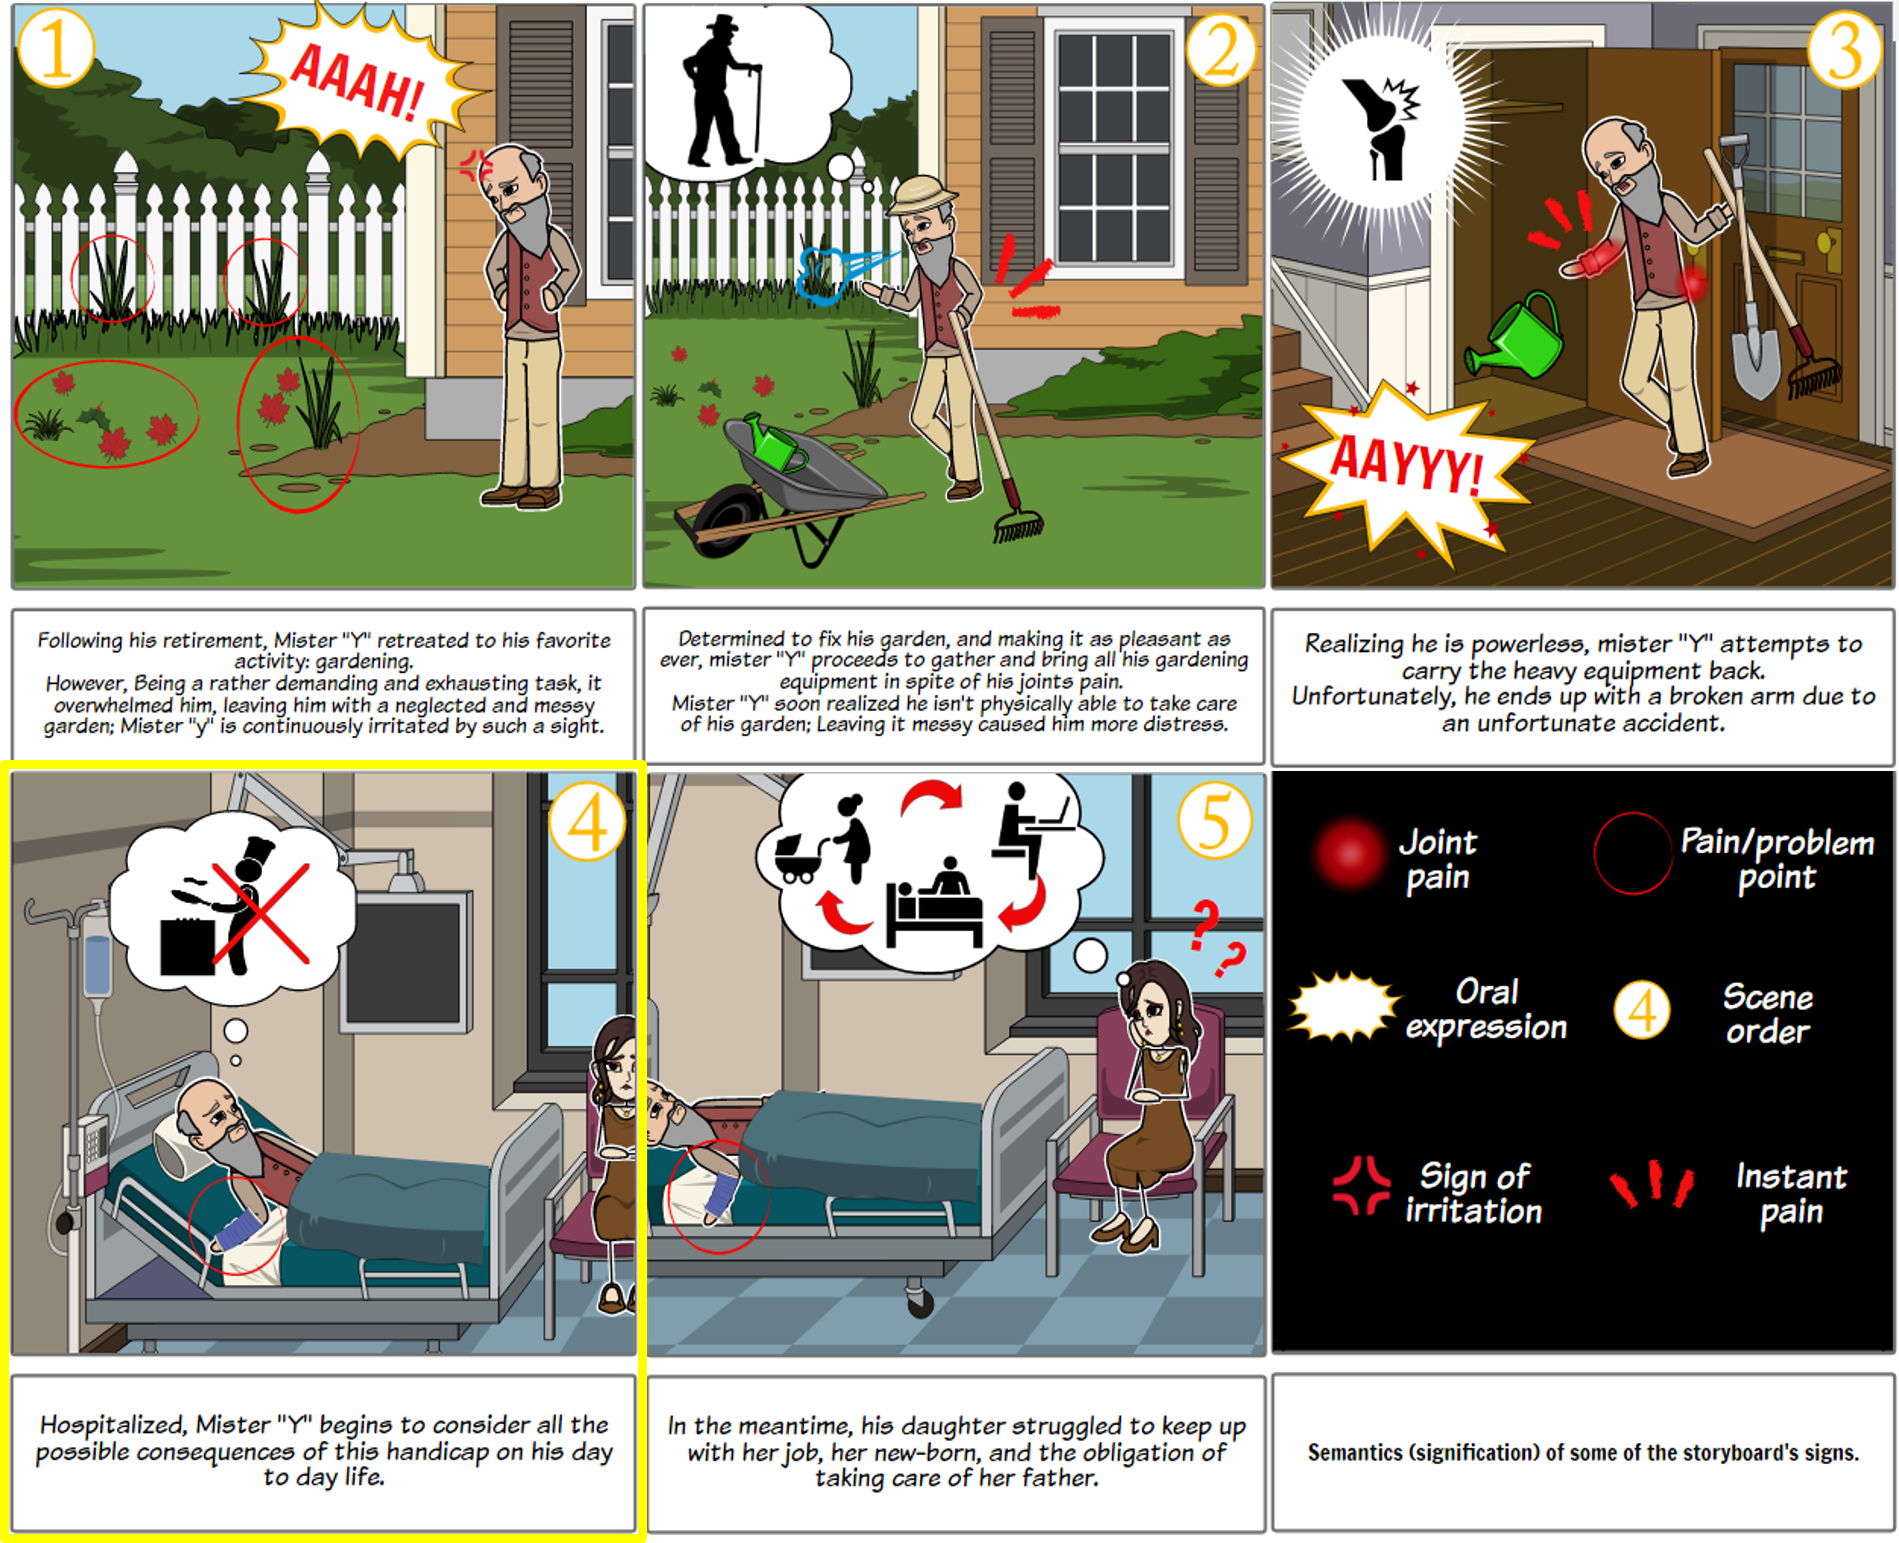 1
AAAH!
2
3
AAYYY!
Following his retirement, Mister "Y" retreated to his favorite
activity: gardening.
However, Being a rather demanding and exhausting task, it
overwhelmed him, leaving him with a neglected and messy
garden; Mister "y" is continuously irritated by such a sight.
Determined to fix his garden, and making it as pleasant as
ever, mister "Y" proceeds to gather and bring all his gardening
equipment in spite of his joints pain.
Mister "Y" soon realized he isn't physically able to take care
of his garden; Leaving it messy caused him more distress.
Realizing he is powerless, mister "Y" attempts to
carry the heavy equipment back.
Unfortunately, he ends up with a broken arm due to
an unfortunate accident.
4
5
? ?
Joint
pain
Pain/problem
point
Oral
expression
4
Scene
order
Sign of
irritation
Instant
pain
Hospitalized, Mister "Y" begins to consider all the
possible consequences of this handicap on his day
to day life.
In the meantime, his daughter struggled to keep up
with her job, her new-born, and the obligation of
taking care of her father.
Semantics (signification) of some of the storyboard's signs.